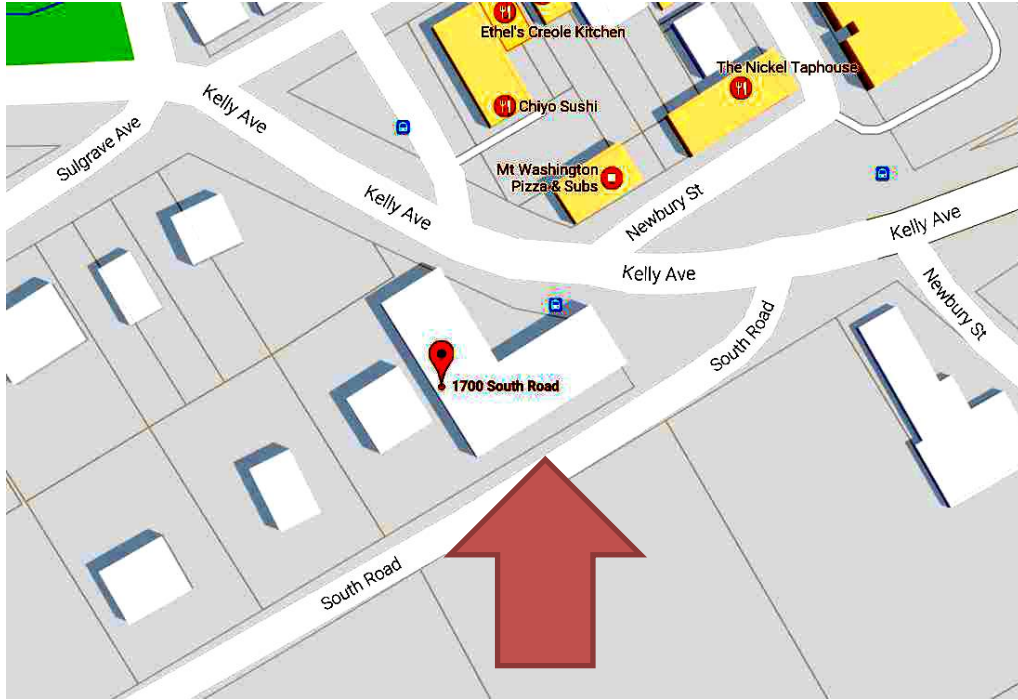 Ethel's Creole Kitchen
The Nickel Taphouse
Kelly Ave
Chiyo Sushi
Sulgrave Ave
Mt Washington
Pizza & Subs
Kelly Ave
Newbury St
Kelly Ave
Kelly Ave
Newbury St
South Road
1700 South Road
South Road